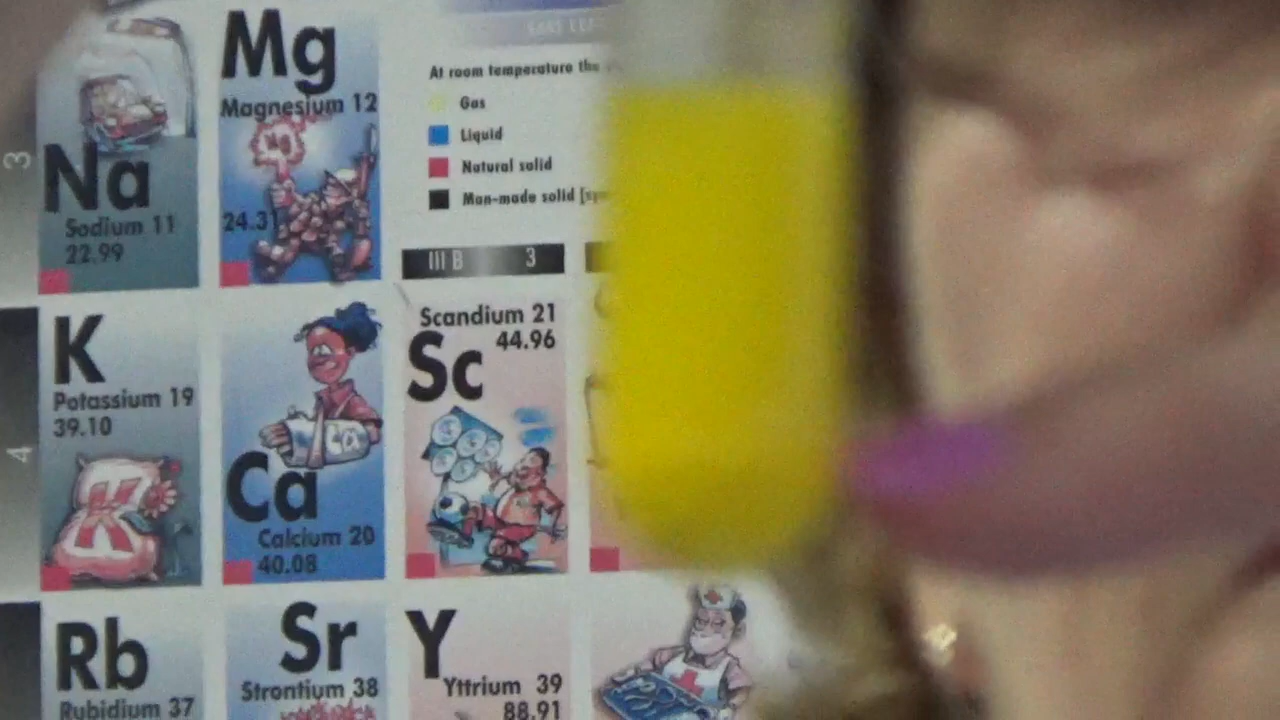 Mg
Magnesium 12
24.31
Na
Sodium 11
22.99
3
At room temperature the
Gas
Liquid
Natural solid
Man-made solid
III B 3
K
Potassium 19
39.10
K
4
Ca
Ca
Calcium 20
40.08
Scandium 21
44.96
Sc
Rb
Rubidium 37
Sr
Strontium 38
Y
Yttrium 39
88.91